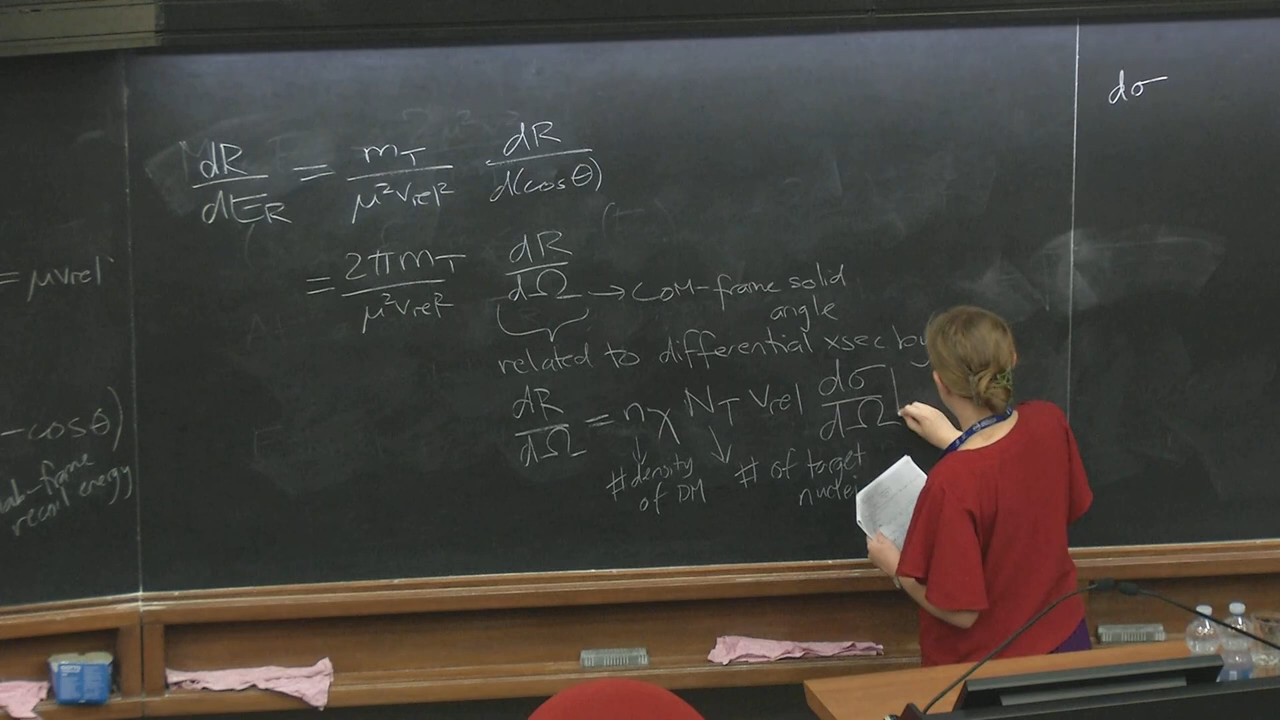 = μvrel
-cosθ)
lab-frame
recoil energy
dR/dE_R = m_T/μ²v_rel² dR/d(cosθ)
= 2πm_T/μ²v_rel² dR/dΩ → COM-frame solid
angle
related to differential xsec by
dR/dΩ = n_χ N_T v_rel dσ/dΩ|
# density
of DM
# of target
nuclei
dσ